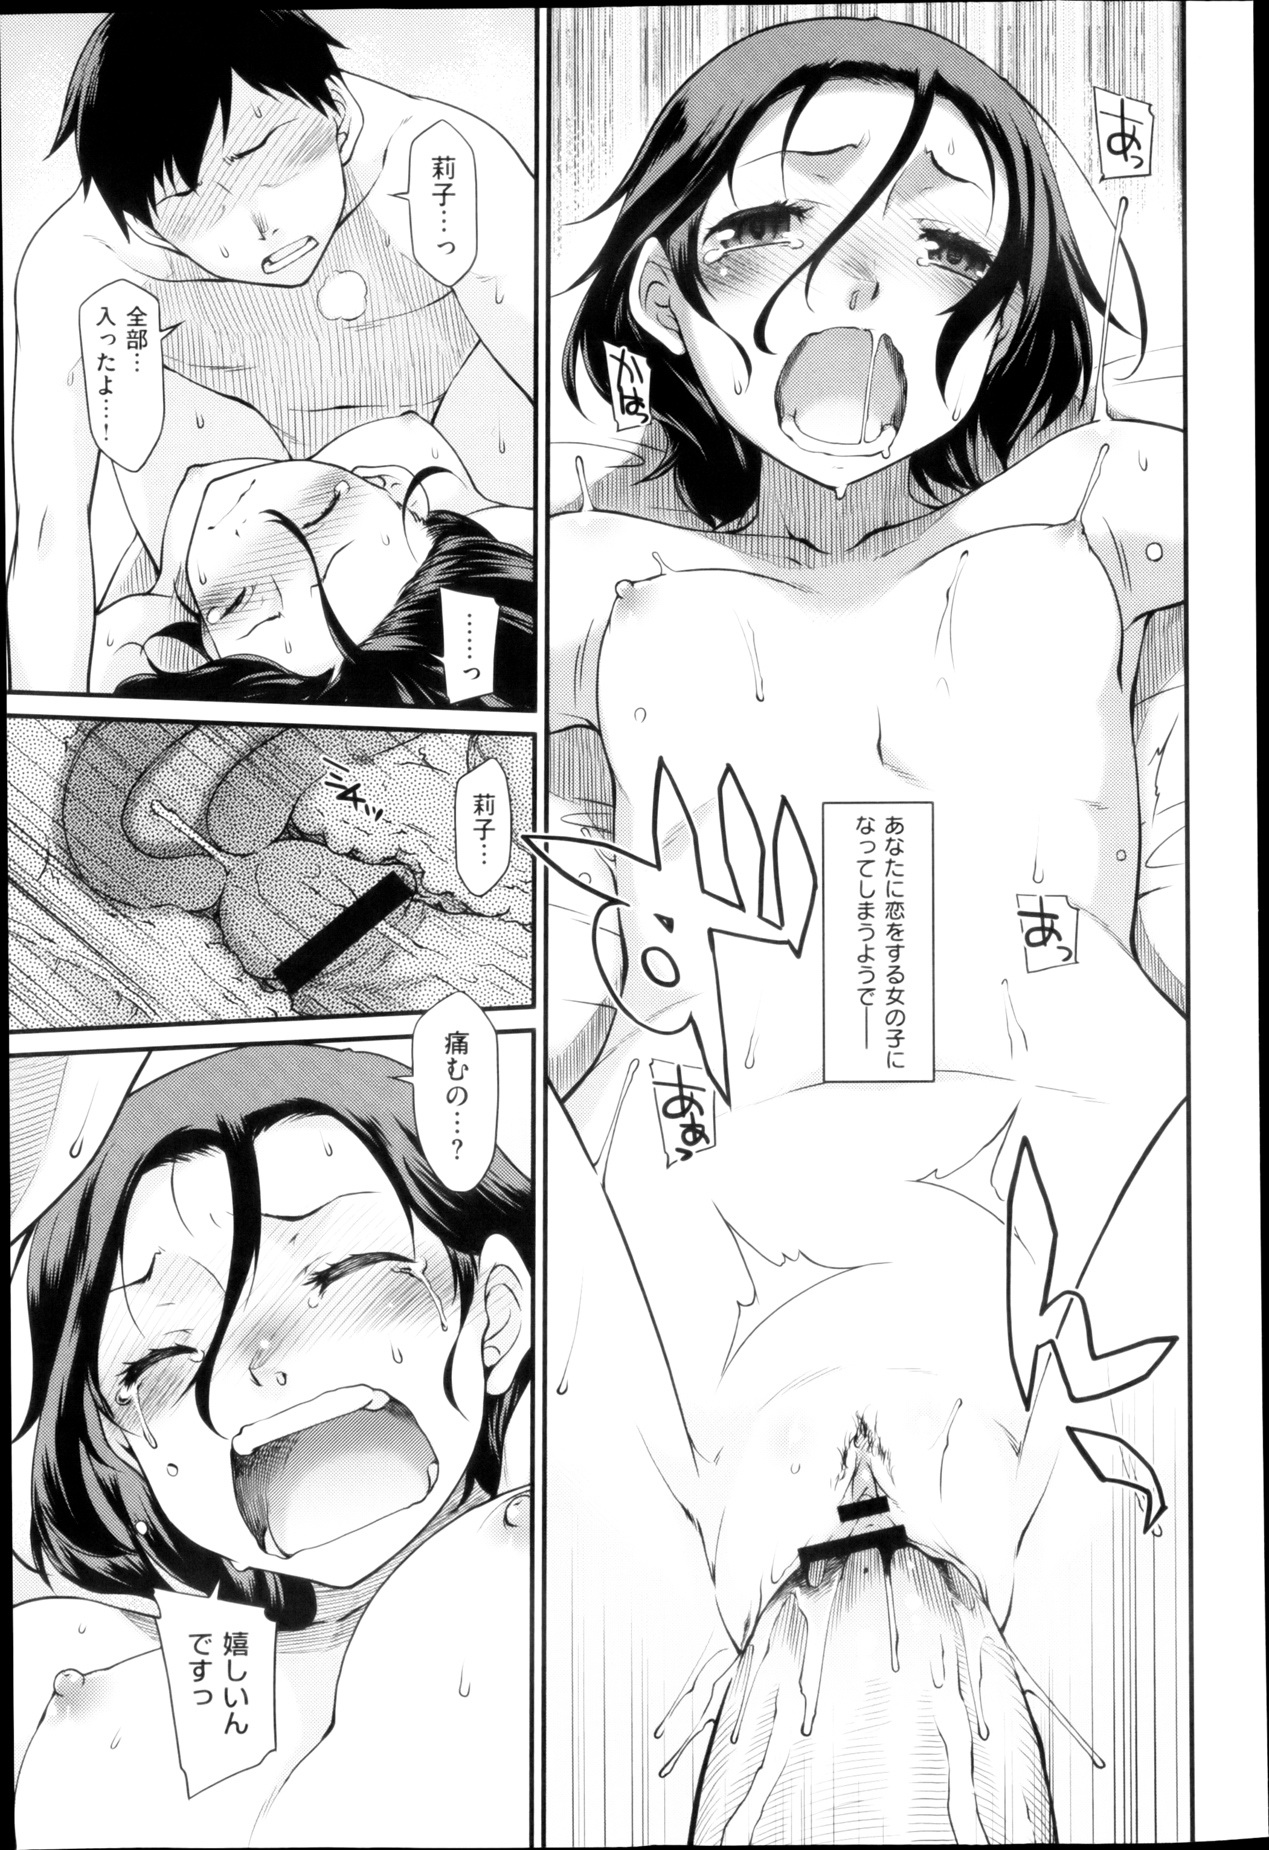 あっ
かはっ
あなたに恋をする女の子に
なってしまうようで──
あっ
あぁっ
莉子…っ
全部…
入ったよ…！
……っ
莉子…
痛むの…？
嬉しいん
ですっ